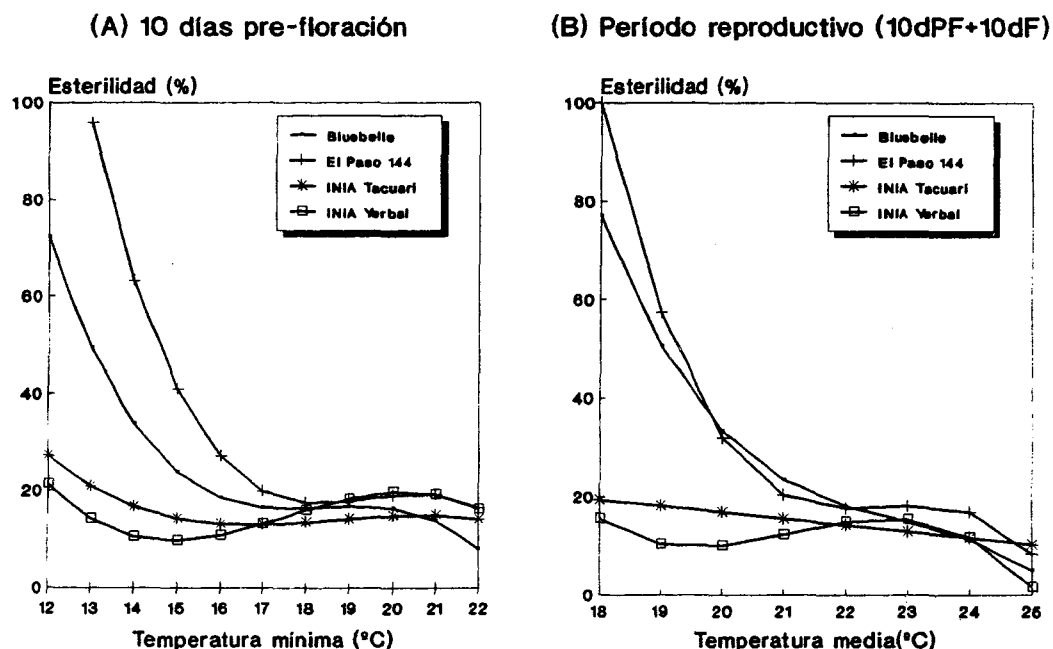 (A) 10 días pre-floración
Esterilidad (%)
100
80
60
40
20
0
Bluebelle
El Paso 144
INIA Tacuarí
INIA Yerbal
12 13 14 15 16 17 18 19 20 21 22
Temperatura mínima (ºC)
(B) Período reproductivo (10dPF+10dF)
Esterilidad (%)
100
80
60
40
20
0
Bluebelle
El Paso 144
INIA Tacuarí
INIA Yerbal
18 19 20 21 22 23 24 26
Temperatura media(ºC)